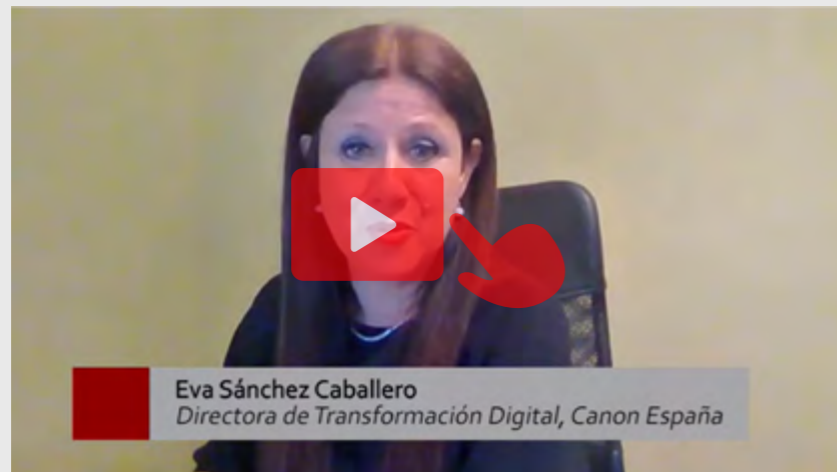 Eva Sánchez Caballero
Directora de Transformación Digital, Canon España